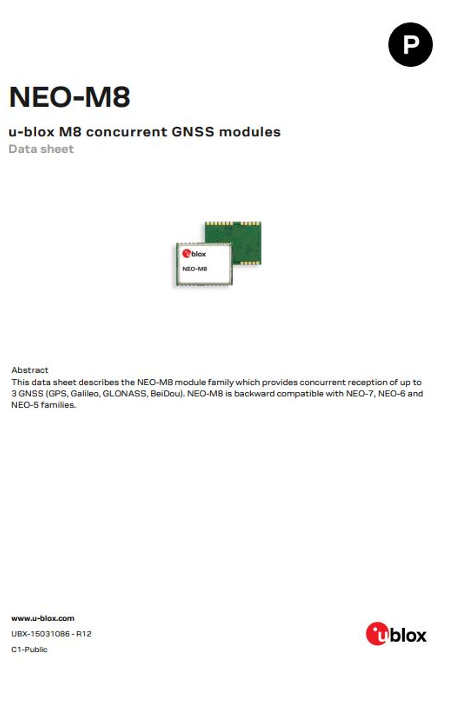 P
NEO-M8
u-blox M8 concurrent GNSS modules
Data sheet
ublox
NEO-M8
Abstract
This data sheet describes the NEO-M8 module family which provides concurrent reception of up to
3 GNSS (GPS, Galileo, GLONASS, BeiDou). NEO-M8 is backward compatible with NEO-7, NEO-6 and
NEO-5 families.
www.u-blox.com
UBX-15031086 - R12
C1-Public
ublox